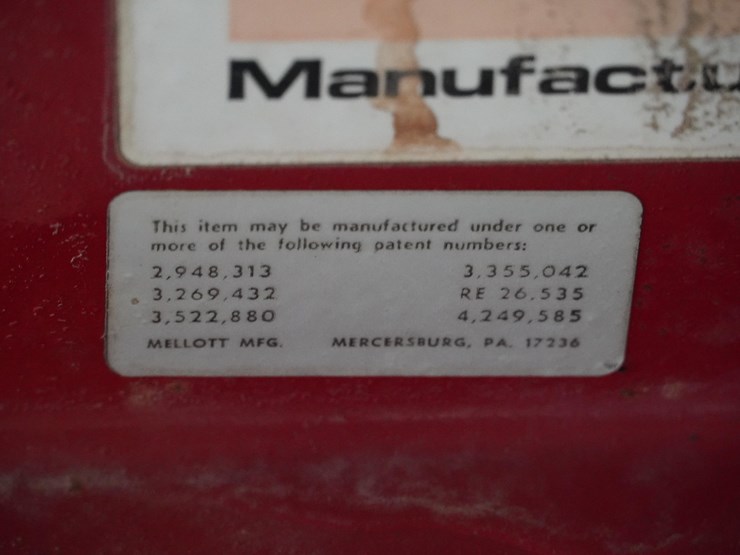 Manufactu
This item may be manufactured under one or
more of the following patent numbers:
2,948,313 3,355,042
3,269,432 RE 26,535
3,522,880 4,249,585
MELLOTT MFG. MERCERSBURG, PA. 17236